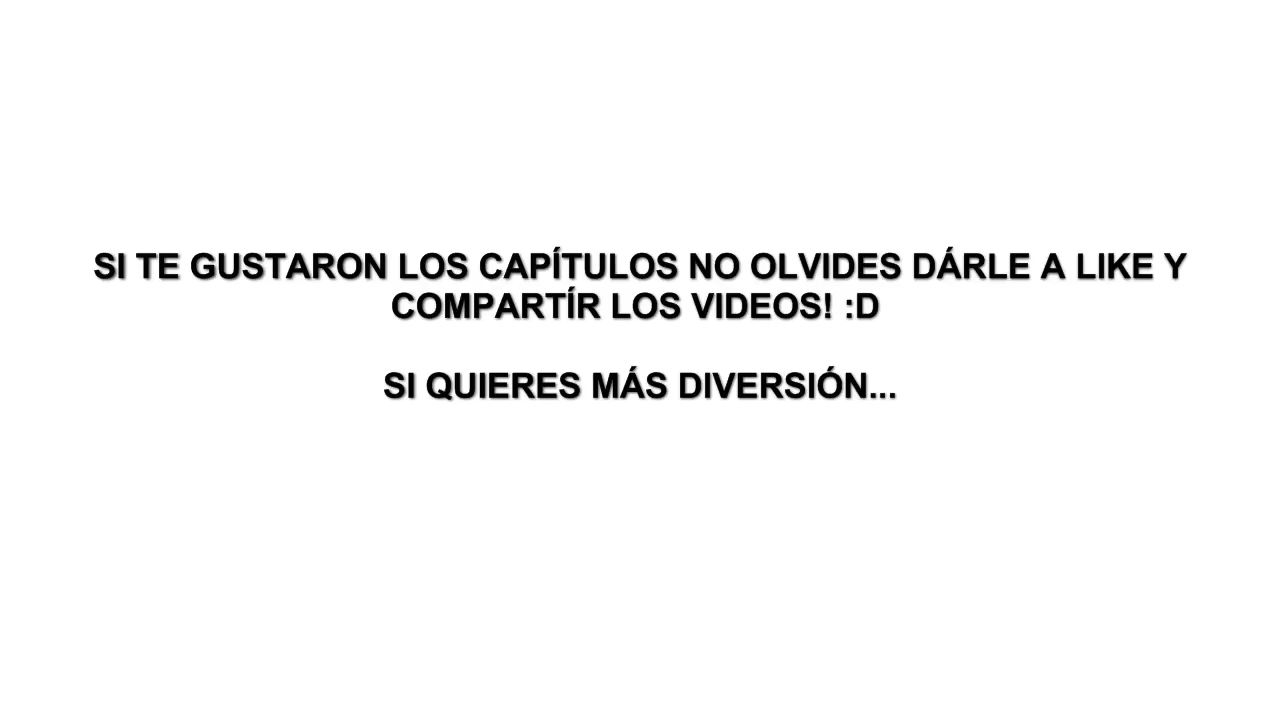 SI TE GUSTARON LOS CAPÍTULOS NO OLVIDES DÁRLE A LIKE Y
COMPARTÍR LOS VIDEOS! :D
SI QUIERES MÁS DIVERSIÓN...